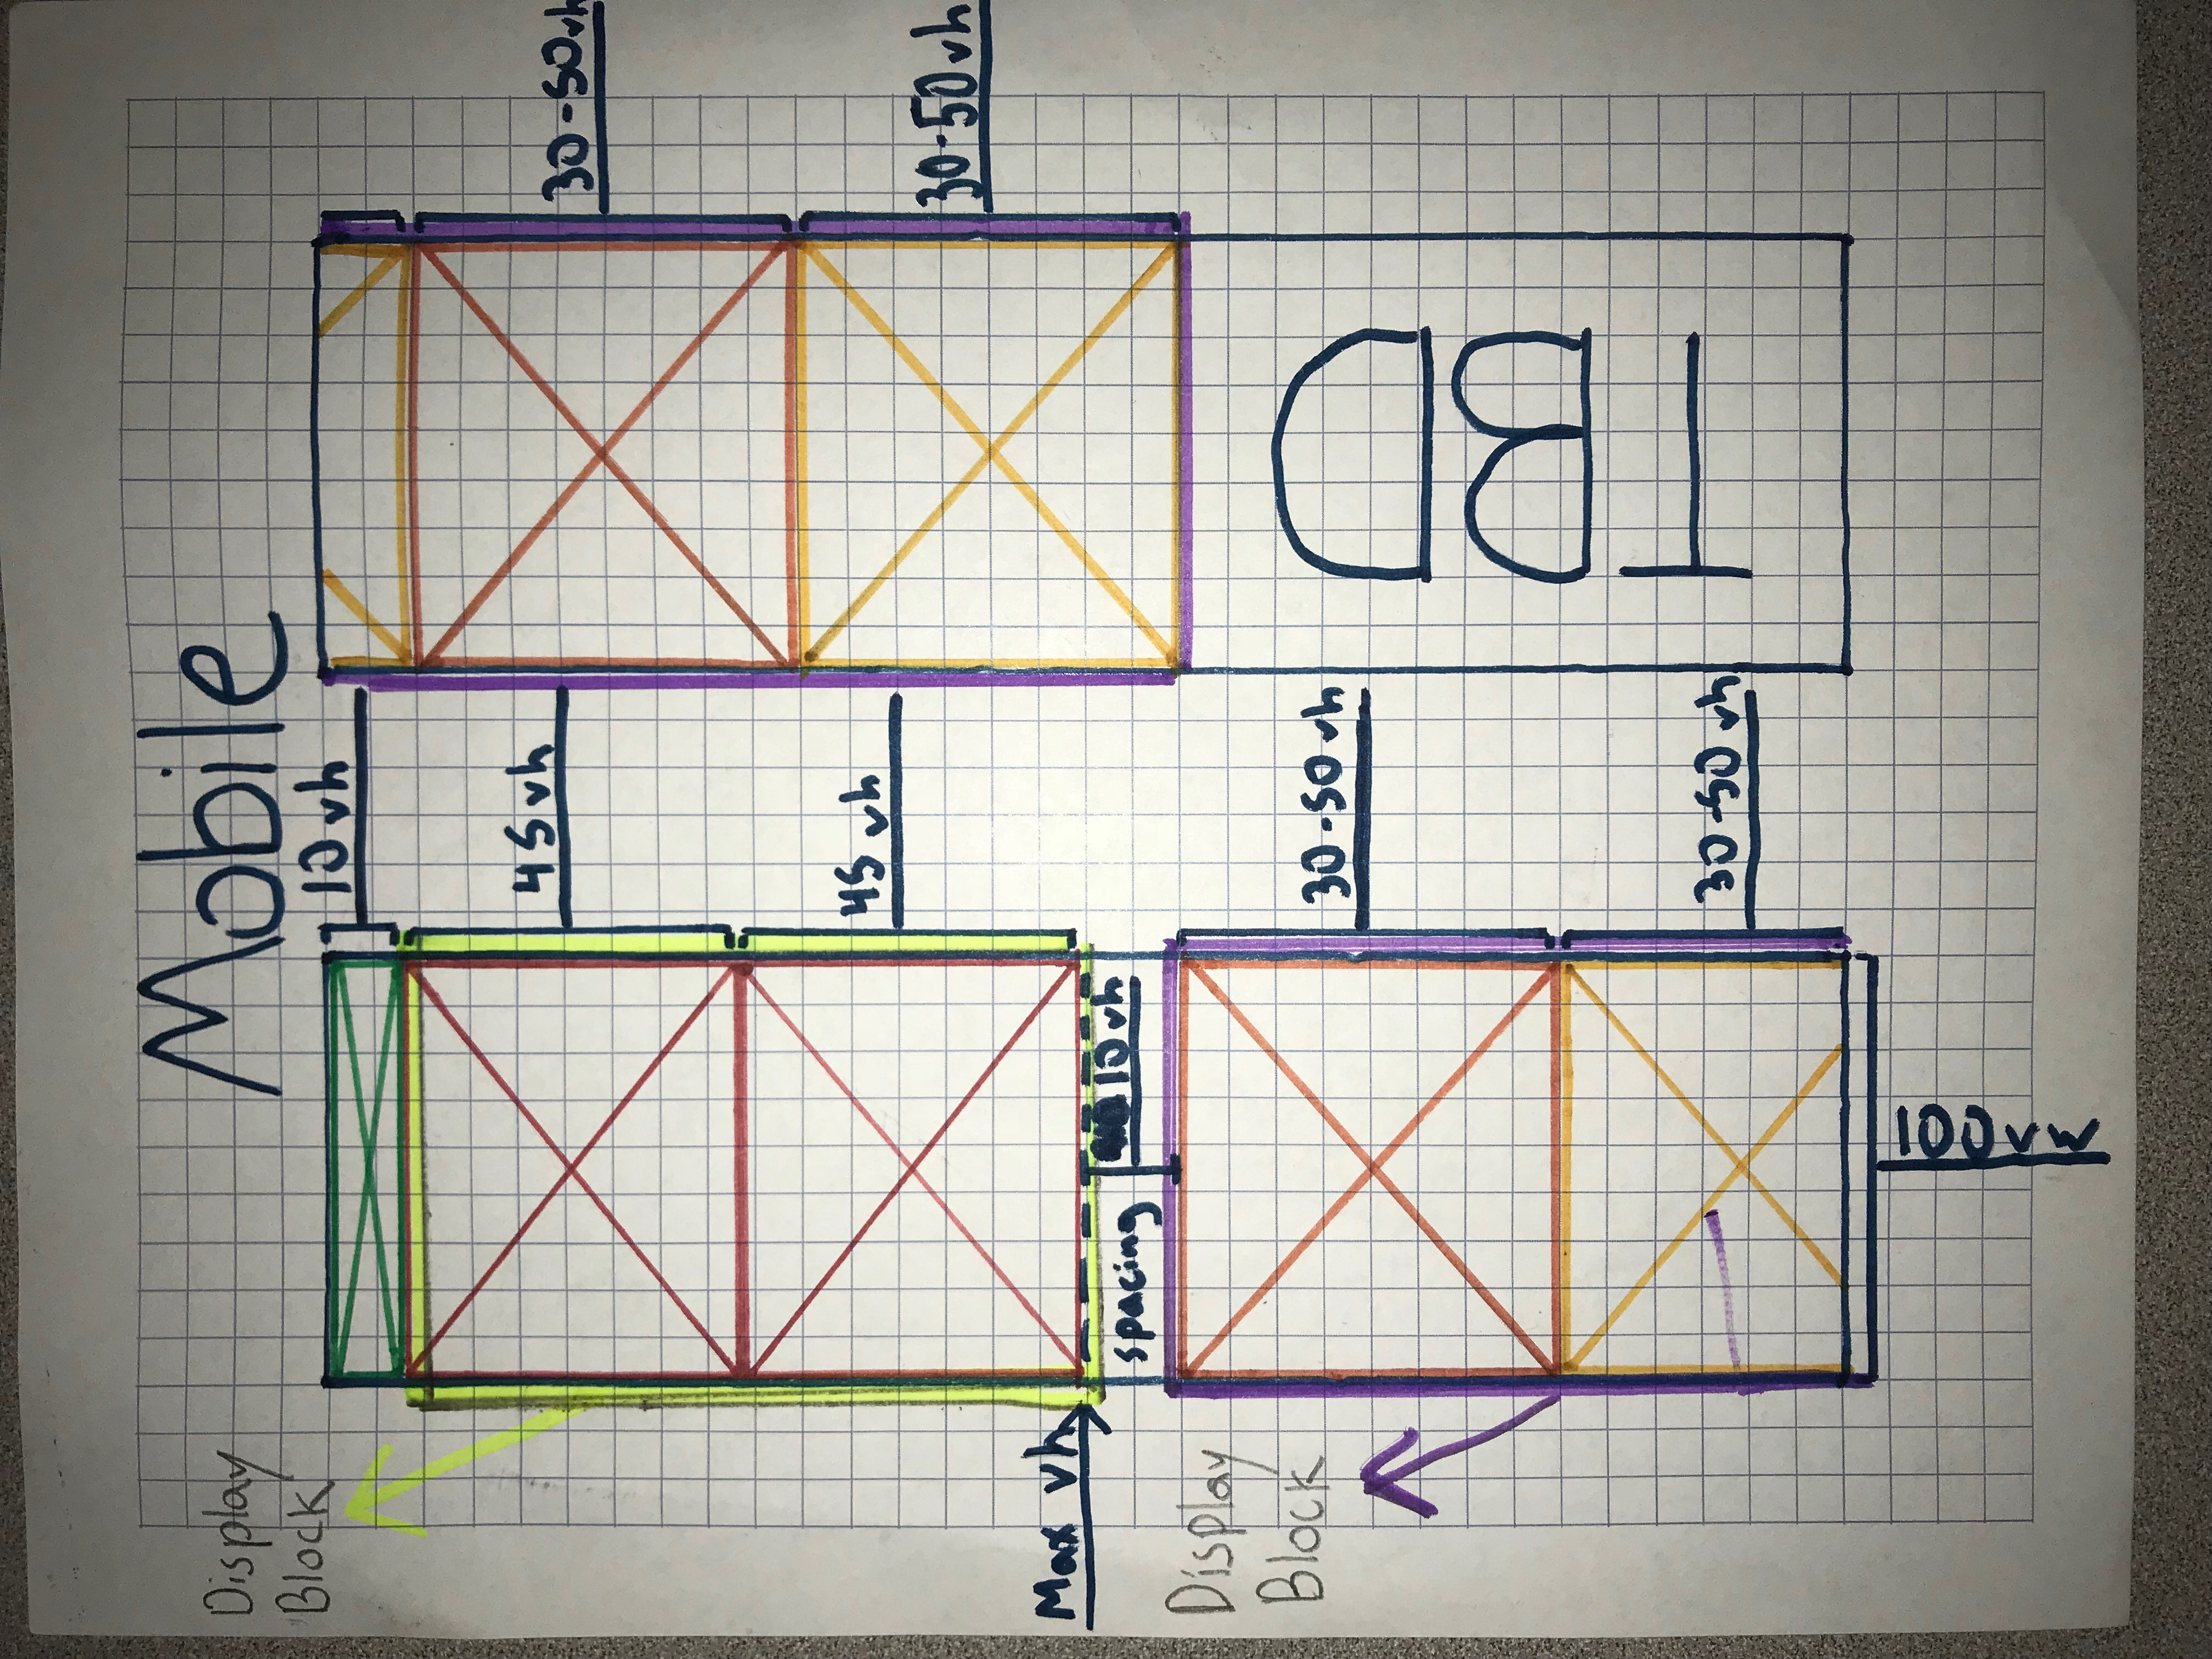 Mobile
Display
Block
10 vh
45 vh
30-50vh
45 vh
30-50vh
Max vh
spacing
10 vh
Display
Block
30-50 vh
TBD
30-50 vh
100vw